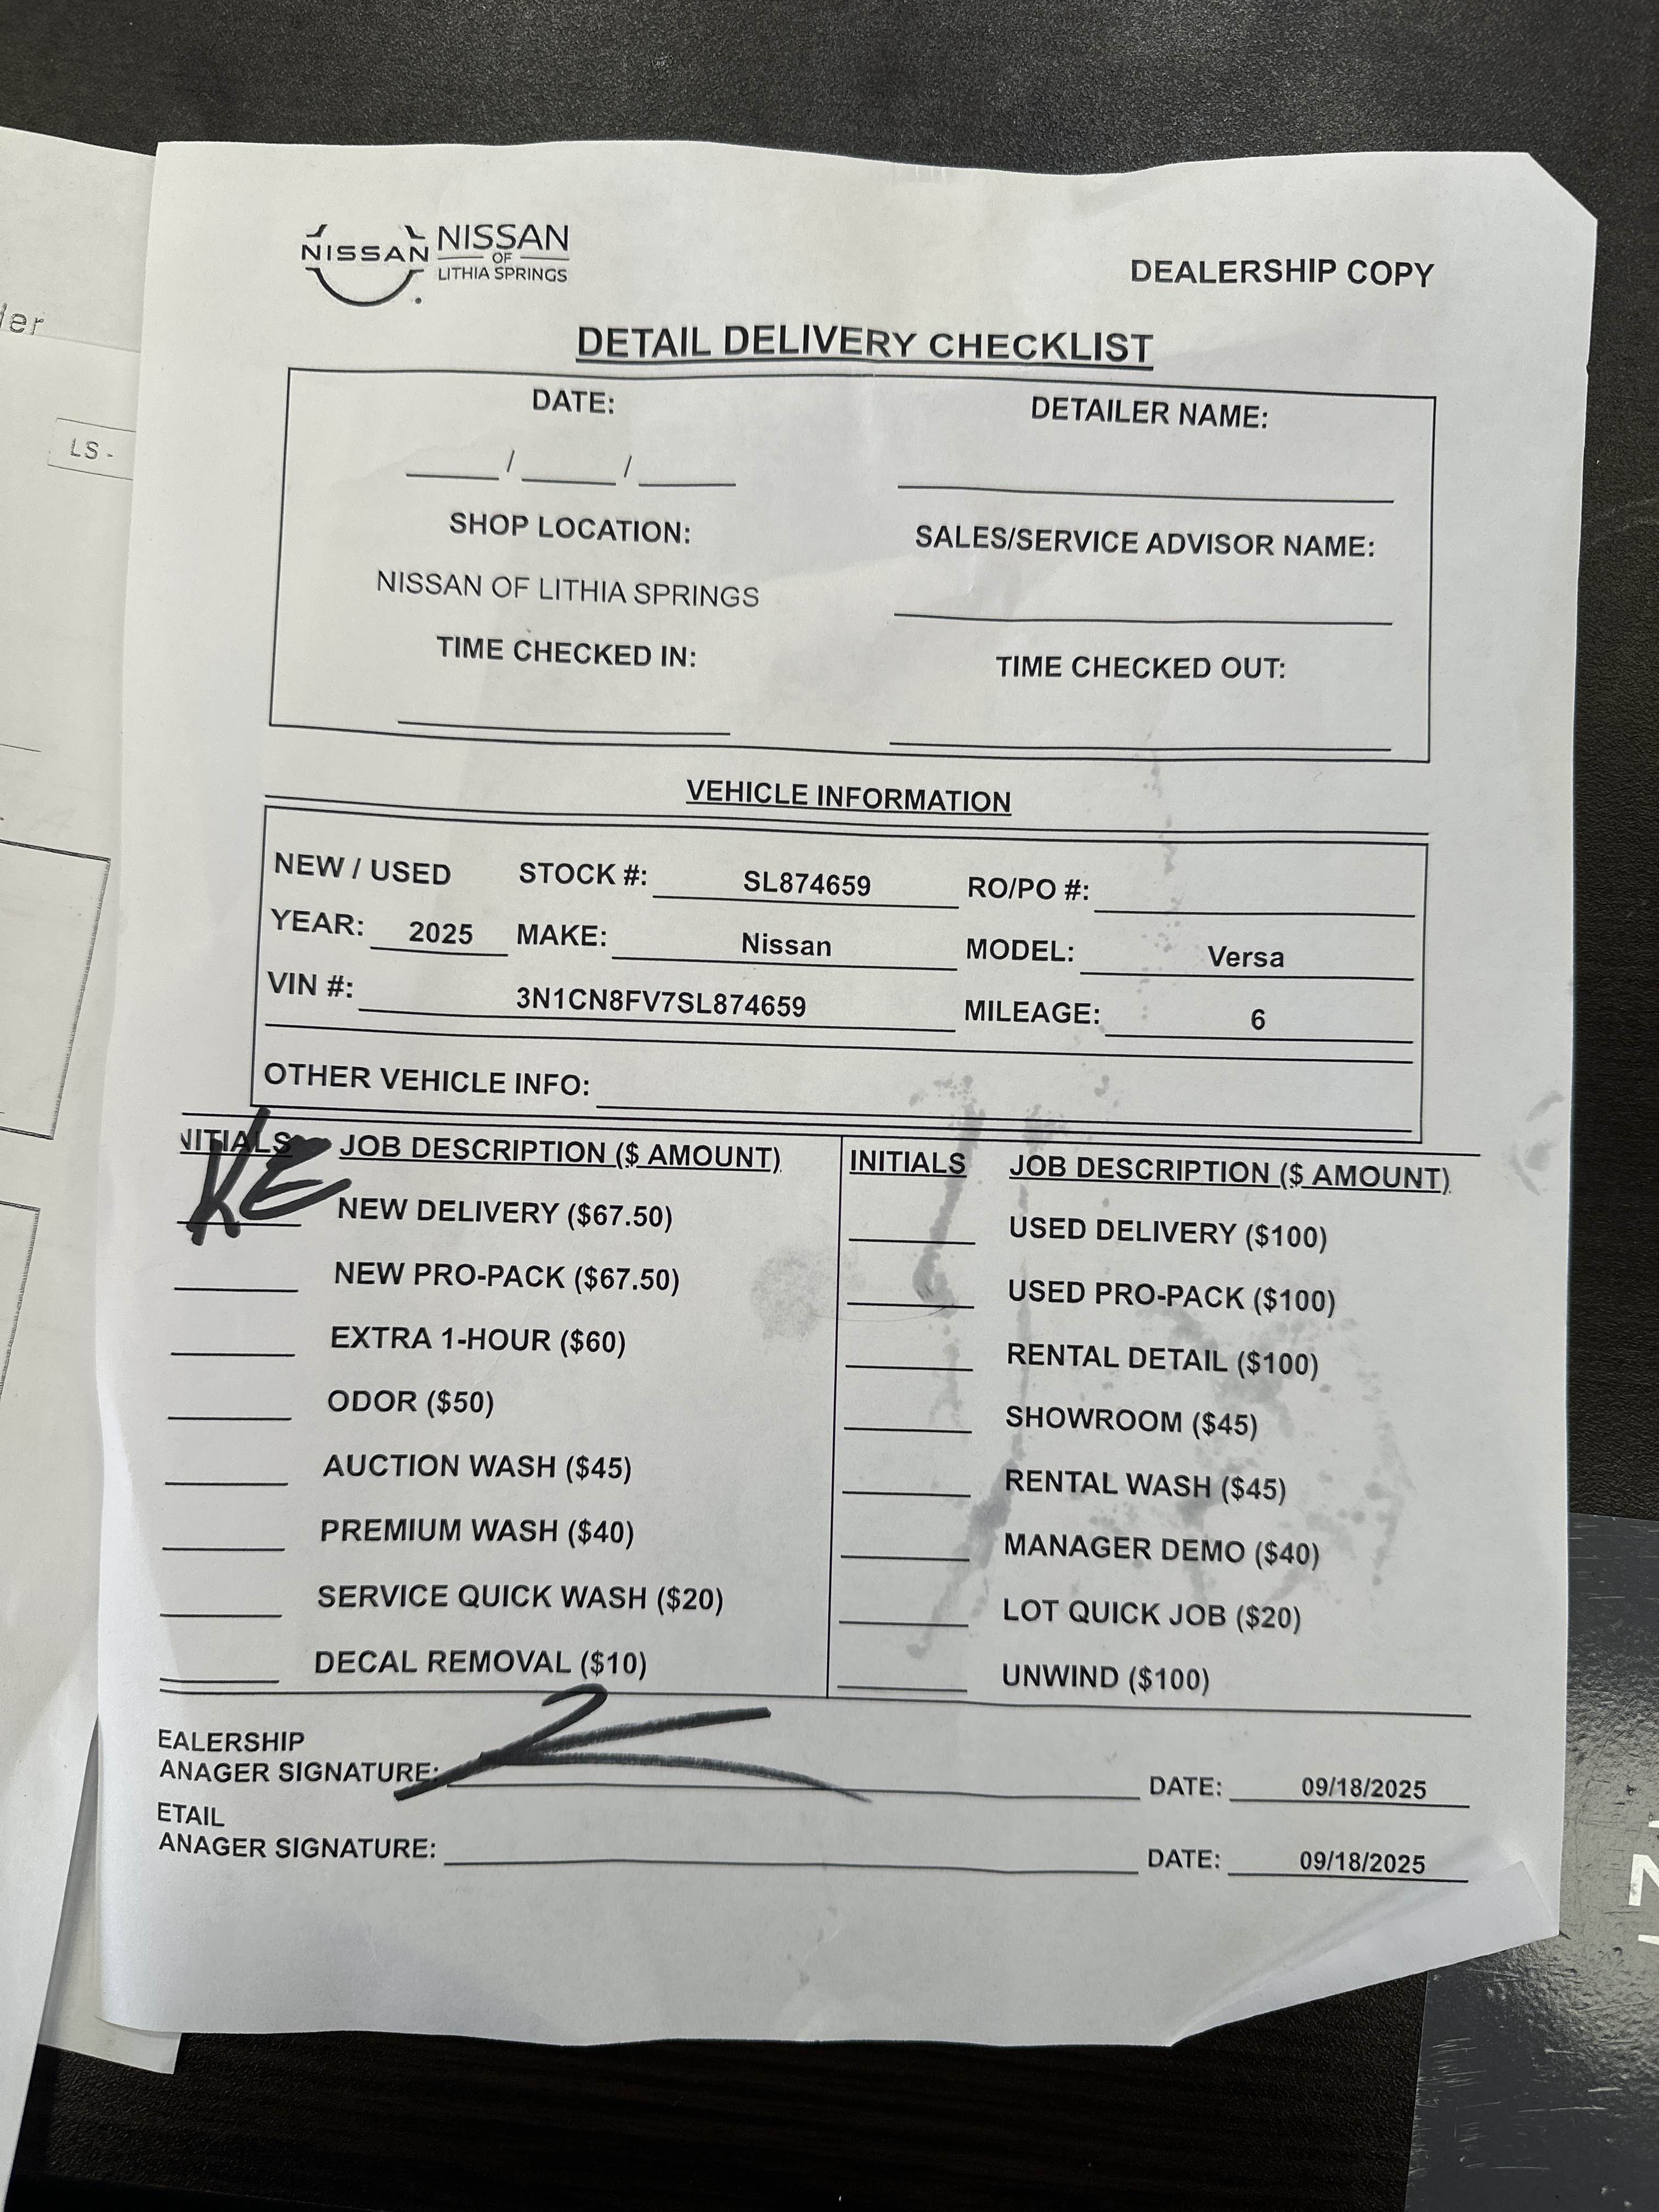 ler
LS -
NISSAN
NISSAN
OF
LITHIA SPRINGS
DEALERSHIP COPY
DETAIL DELIVERY CHECKLIST
DATE:
DETAILER NAME:
/ /
SHOP LOCATION:
SALES/SERVICE ADVISOR NAME:
NISSAN OF LITHIA SPRINGS
TIME CHECKED IN:
TIME CHECKED OUT:
VEHICLE INFORMATION
NEW / USED STOCK #: SL874659 RO/PO #:
YEAR: 2025 MAKE: Nissan MODEL: Versa
VIN #: 3N1CN8FV7SL874659 MILEAGE: 6
OTHER VEHICLE INFO:
NITIALS JOB DESCRIPTION ($ AMOUNT) INITIALS JOB DESCRIPTION ($ AMOUNT)
KE NEW DELIVERY ($67.50) USED DELIVERY ($100)
NEW PRO-PACK ($67.50) USED PRO-PACK ($100)
EXTRA 1-HOUR ($60) RENTAL DETAIL ($100)
ODOR ($50) SHOWROOM ($45)
AUCTION WASH ($45) RENTAL WASH ($45)
PREMIUM WASH ($40) MANAGER DEMO ($40)
SERVICE QUICK WASH ($20) LOT QUICK JOB ($20)
DECAL REMOVAL ($10) UNWIND ($100)
EALERSHIP
ANAGER SIGNATURE: DATE: 09/18/2025
ETAIL
ANAGER SIGNATURE: DATE: 09/18/2025